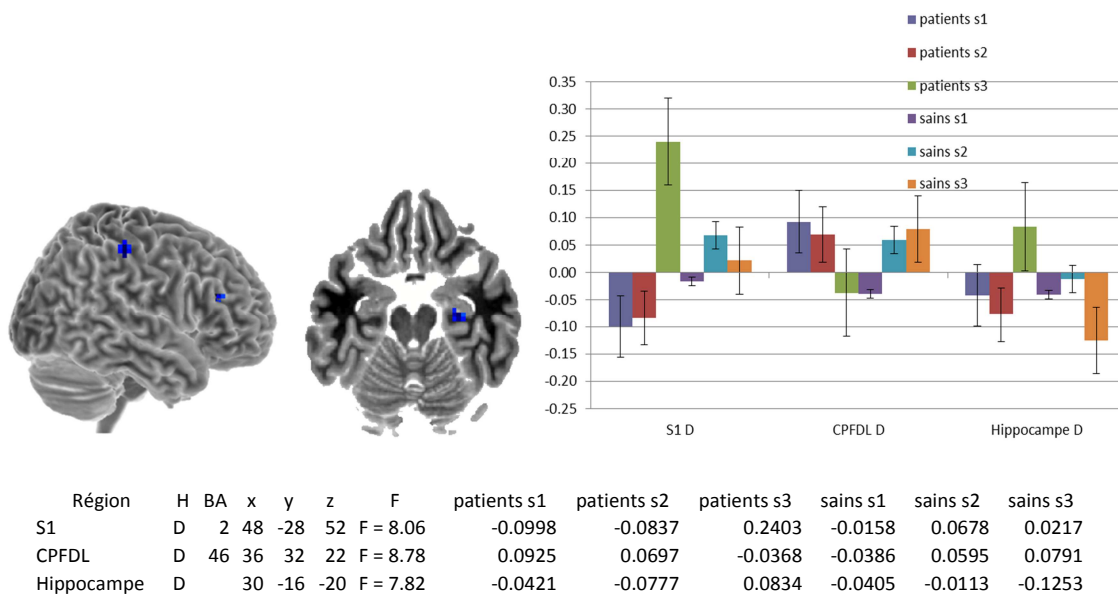 patients s1
patients s2
patients s3
sains s1
sains s2
sains s3
0.35
0.30
0.25
0.20
0.15
0.10
0.05
0.00
-0.05
-0.10
-0.15
-0.20
-0.25
S1 D CPFDL D Hippocampe D
Région H BA x y z F patients s1 patients s2 patients s3 sains s1 sains s2 sains s3
S1 D 2 48 -28 52 F = 8.06 -0.0998 -0.0837 0.2403 -0.0158 0.0678 0.0217
CPFDL D 46 36 32 22 F = 8.78 0.0925 0.0697 -0.0368 -0.0386 0.0595 0.0791
Hippocampe D 30 -16 -20 F = 7.82 -0.0421 -0.0777 0.0834 -0.0405 -0.0113 -0.1253